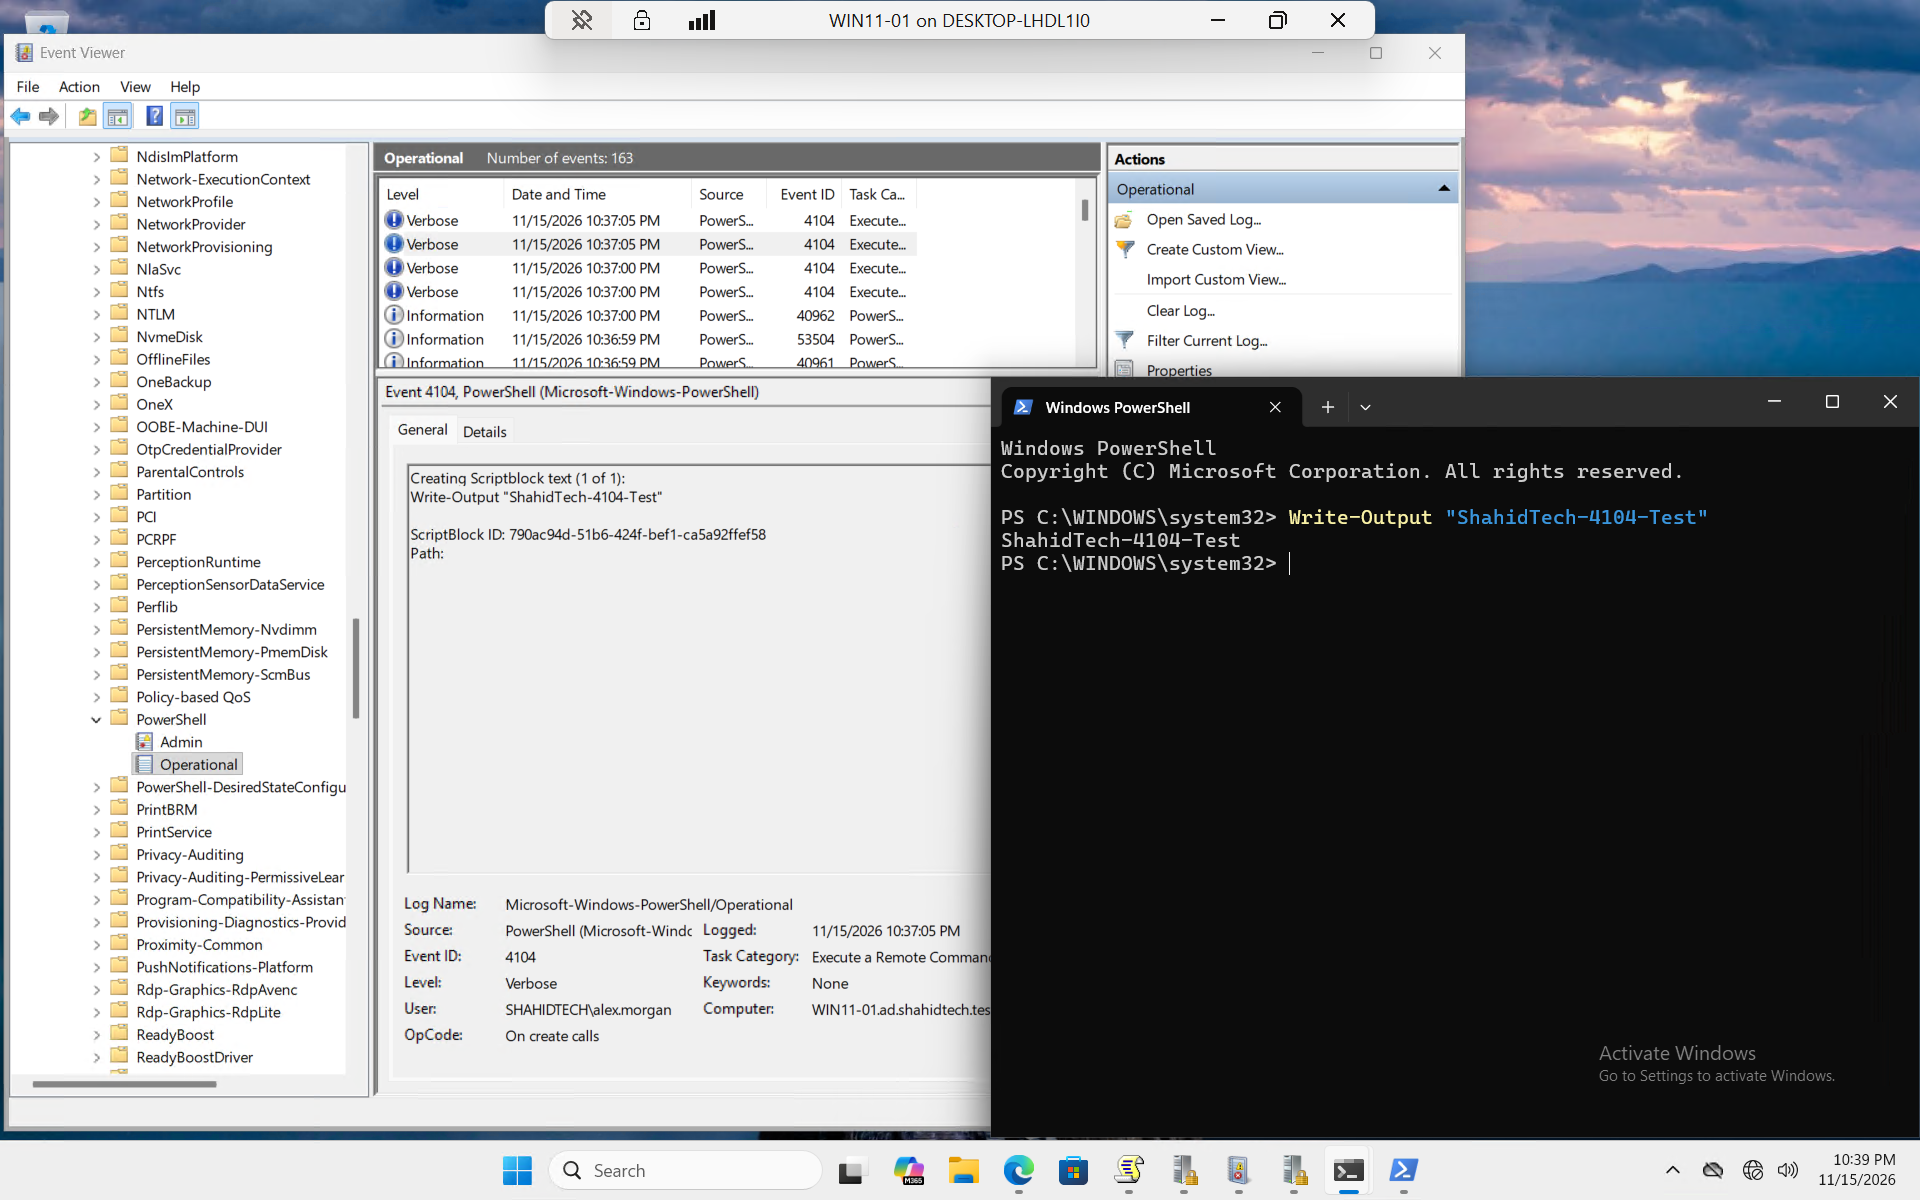 WIN11-01 on DESKTOP-LHDL1I0
Event Viewer
File Action View Help
NdisImPlatform
Network-ExecutionContext
NetworkProfile
NetworkProvider
NetworkProvisioning
NlaSvc
Ntfs
NTLM
NvmeDisk
OfflineFiles
OneBackup
OneX
OOBE-Machine-DUI
OtpCredentialProvider
ParentalControls
Partition
PCI
PCRPF
PerceptionRuntime
PerceptionSensorDataService
Perflib
PersistentMemory-Nvdimm
PersistentMemory-PmemDisk
PersistentMemory-ScmBus
Policy-based QoS
PowerShell
Admin
Operational
PowerShell-DesiredStateConfigu
PrintBRM
PrintService
Privacy-Auditing
Privacy-Auditing-PermissiveLear
Program-Compatibility-Assistan
Provisioning-Diagnostics-Provid
Proximity-Common
PushNotifications-Platform
Rdp-Graphics-RdpAvenc
Rdp-Graphics-RdpLite
ReadyBoost
ReadyBoostDriver
Operational Number of events: 163
Level Date and Time Source Event ID Task Ca...
Verbose 11/15/2026 10:37:05 PM PowerS... 4104 Execute...
Verbose 11/15/2026 10:37:05 PM PowerS... 4104 Execute...
Verbose 11/15/2026 10:37:00 PM PowerS... 4104 Execute...
Verbose 11/15/2026 10:37:00 PM PowerS... 4104 Execute...
Information 11/15/2026 10:37:00 PM PowerS... 40962 PowerS...
Information 11/15/2026 10:36:59 PM PowerS... 53504 PowerS...
Information 11/15/2026 10:36:59 PM PowerS... 40961 PowerS...
Event 4104, PowerShell (Microsoft-Windows-PowerShell)
General Details
Creating Scriptblock text (1 of 1):
Write-Output "ShahidTech-4104-Test"
ScriptBlock ID: 790ac94d-51b6-424f-bef1-ca5a92ffef58
Path:
Log Name: Microsoft-Windows-PowerShell/Operational
Source: PowerShell (Microsoft-Windo Logged: 11/15/2026 10:37:05 PM
Event ID: 4104 Task Category: Execute a Remote Comman
Level: Verbose Keywords: None
User: SHAHIDTECH\alex.morgan Computer: WIN11-01.ad.shahidtech.tes
OpCode: On create calls
Actions
Operational
Open Saved Log...
Create Custom View...
Import Custom View...
Clear Log...
Filter Current Log...
Properties
Windows PowerShell
Windows PowerShell
Copyright (C) Microsoft Corporation. All rights reserved.
PS C:\WINDOWS\system32> Write-Output "ShahidTech-4104-Test"
ShahidTech-4104-Test
PS C:\WINDOWS\system32>
Activate Windows
Go to Settings to activate Windows.
Search
M365
10:39 PM
11/15/2026